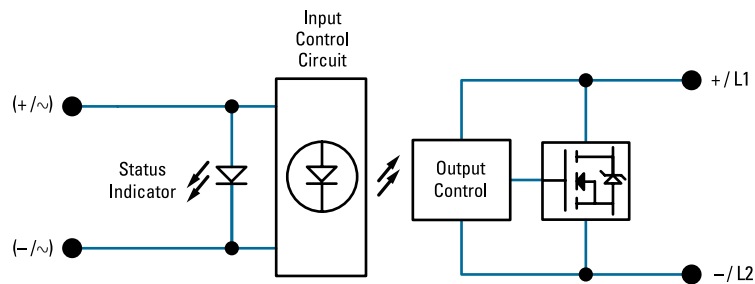 Input
Control
Circuit
+ / L1
(+/∼)
Status
Indicator
Output
Control
(−/∼)
− / L2